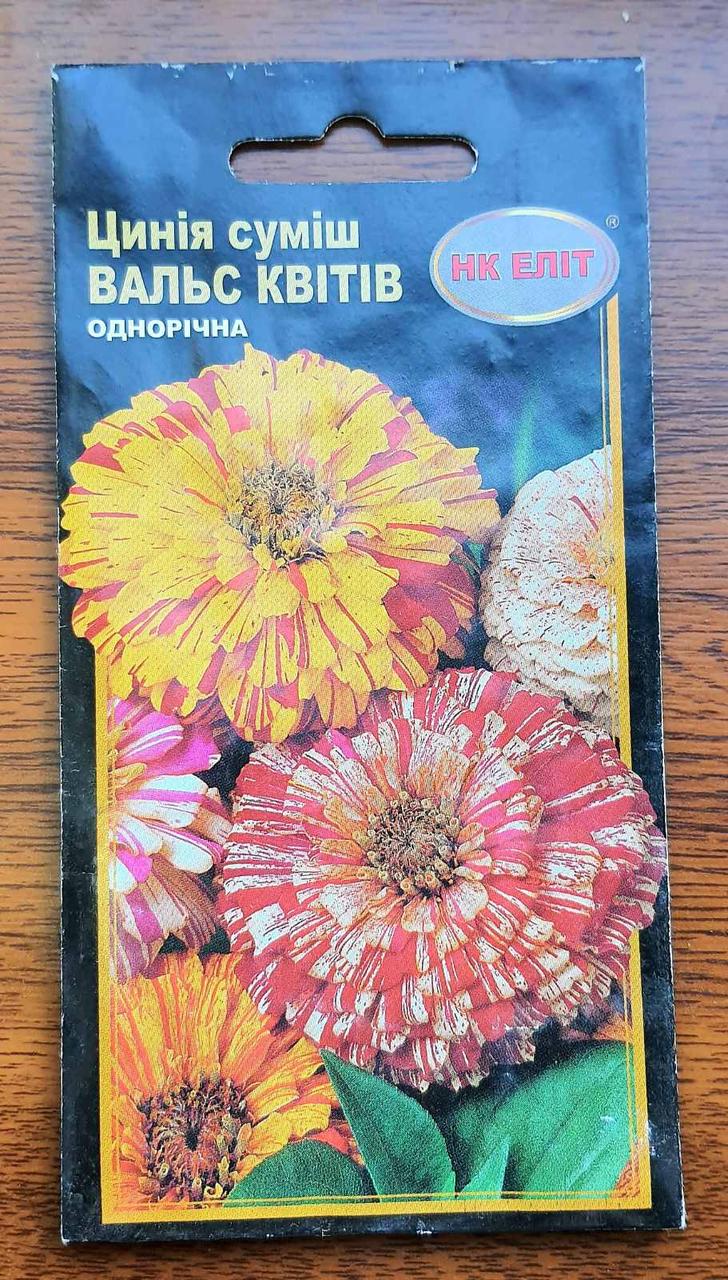 Цинія суміш
ВАЛЬС КВІТІВ
ОДНОРІЧНА
НК ЕЛІТ
®